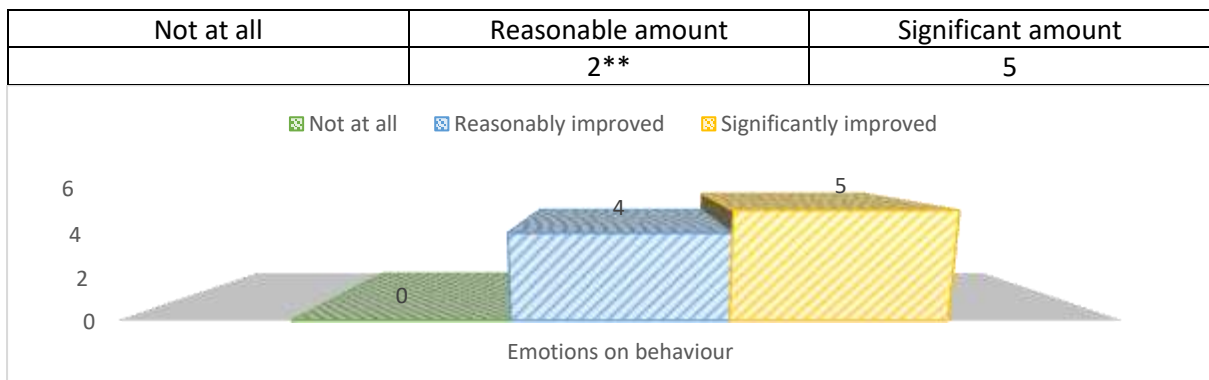 Not at all Reasonable amount Significant amount
2** 5
Not at all Reasonably improved Significantly improved
6
5
4
4
2
0
0
Emotions on behaviour